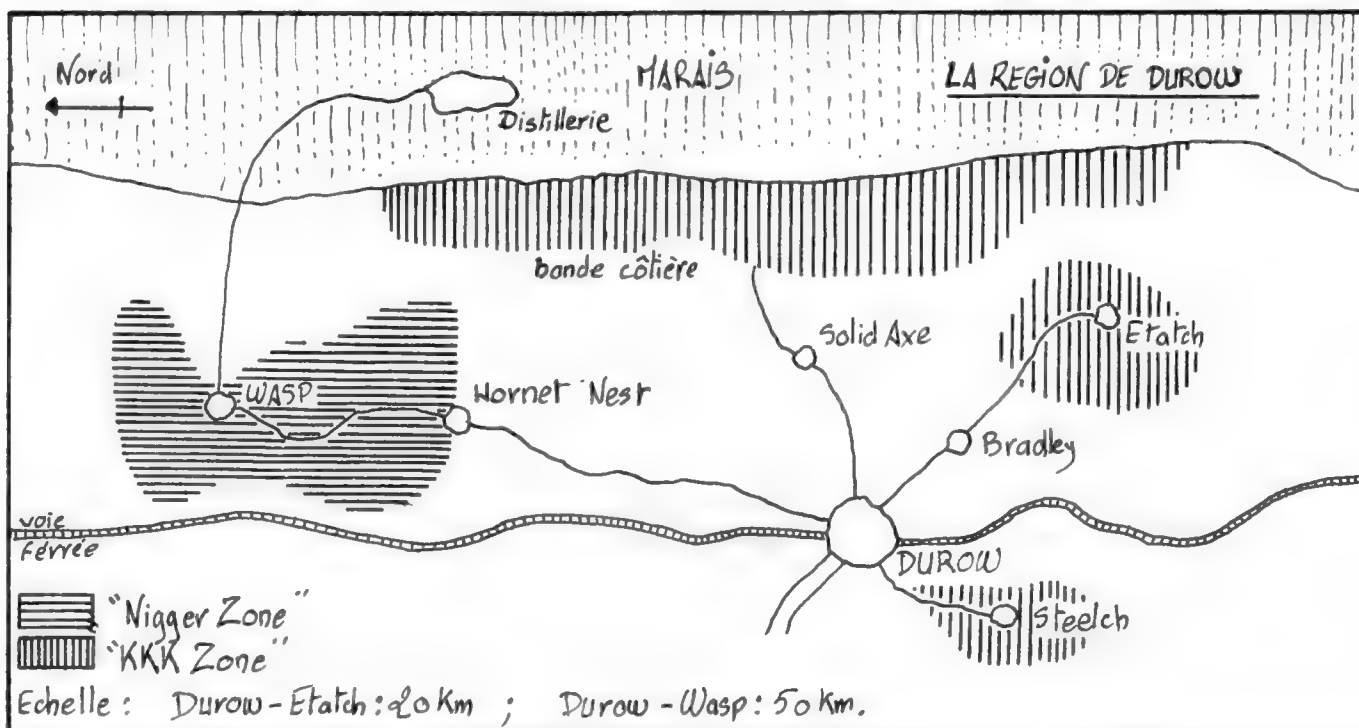 Nord
MARAIS
LA REGION DE DUROW
Distillerie
bande côtière
Solid Axe
Etatch
WASP
Hornet Nest
Bradley
voie
férrée
DUROW
"Nigger Zone"
Steelch
"KKK Zone"
Echelle : Durow - Etatch : 20 Km ; Durow - Wasp : 50 Km.